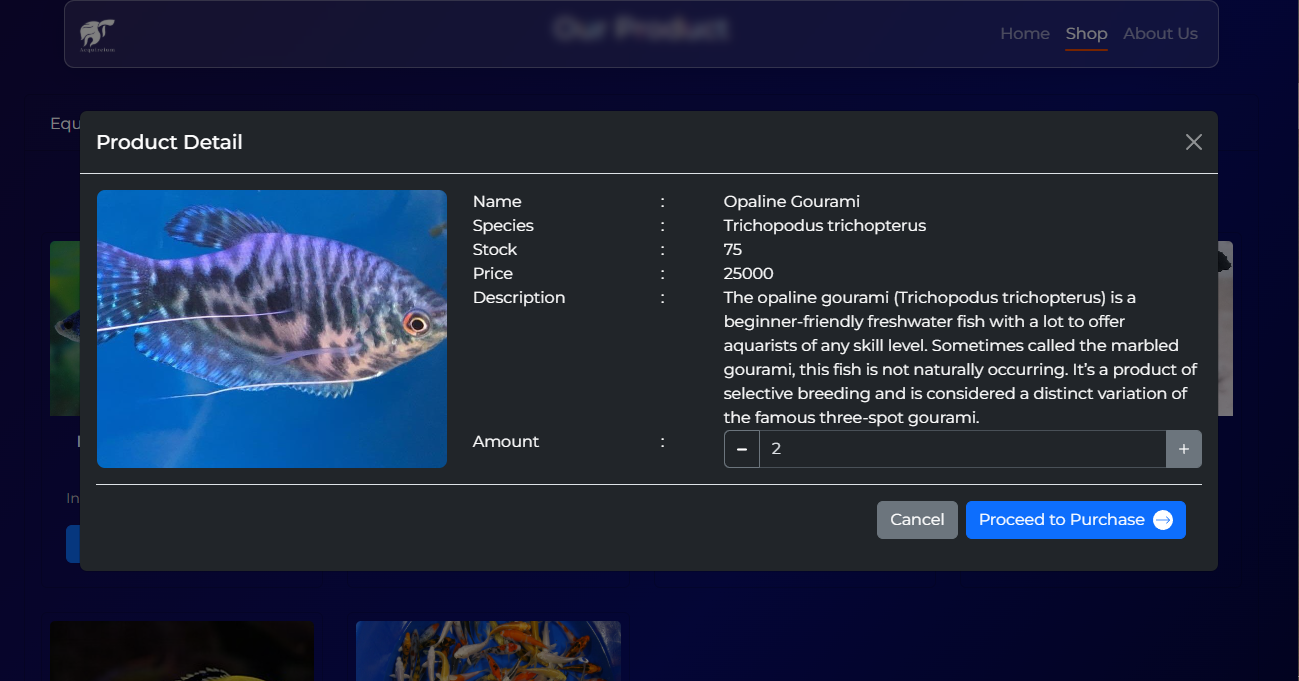 Our Product
Home Shop About Us
Equ
Product Detail
Name : Opaline Gourami
Species : Trichopodus trichopterus
Stock : 75
Price : 25000
Description : The opaline gourami (Trichopodus trichopterus) is a
beginner-friendly freshwater fish with a lot to offer
aquarists of any skill level. Sometimes called the marbled
gourami, this fish is not naturally occurring. It’s a product of
selective breeding and is considered a distinct variation of
the famous three-spot gourami.
Amount : − 2 +
In
Cancel Proceed to Purchase